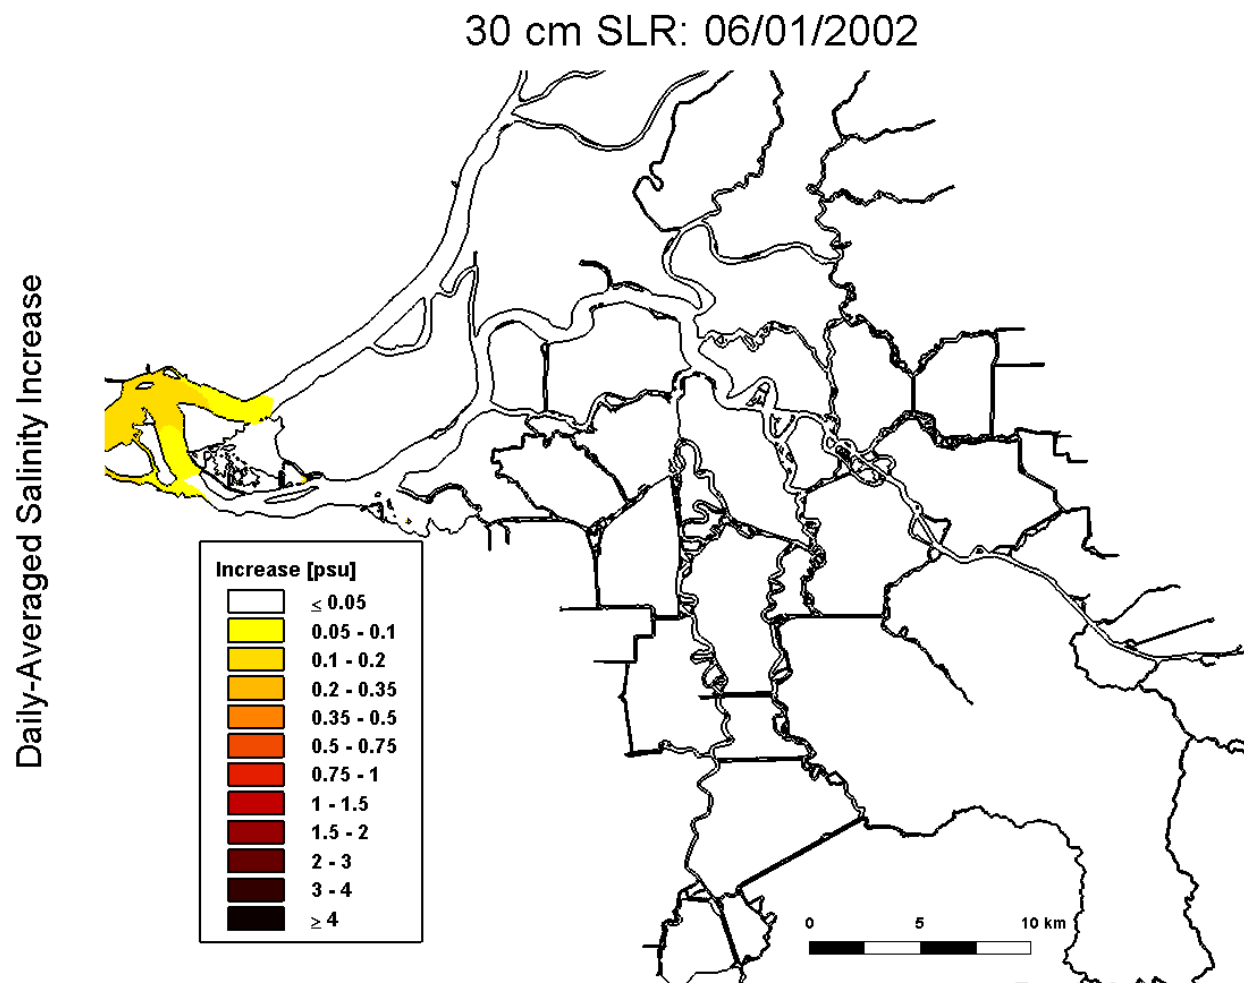 30 cm SLR: 06/01/2002
Daily-Averaged Salinity Increase
Increase [psu]
≤ 0.05
0.05 - 0.1
0.1 - 0.2
0.2 - 0.35
0.35 - 0.5
0.5 - 0.75
0.75 - 1
1 - 1.5
1.5 - 2
2 - 3
3 - 4
≥ 4
0 5 10 km